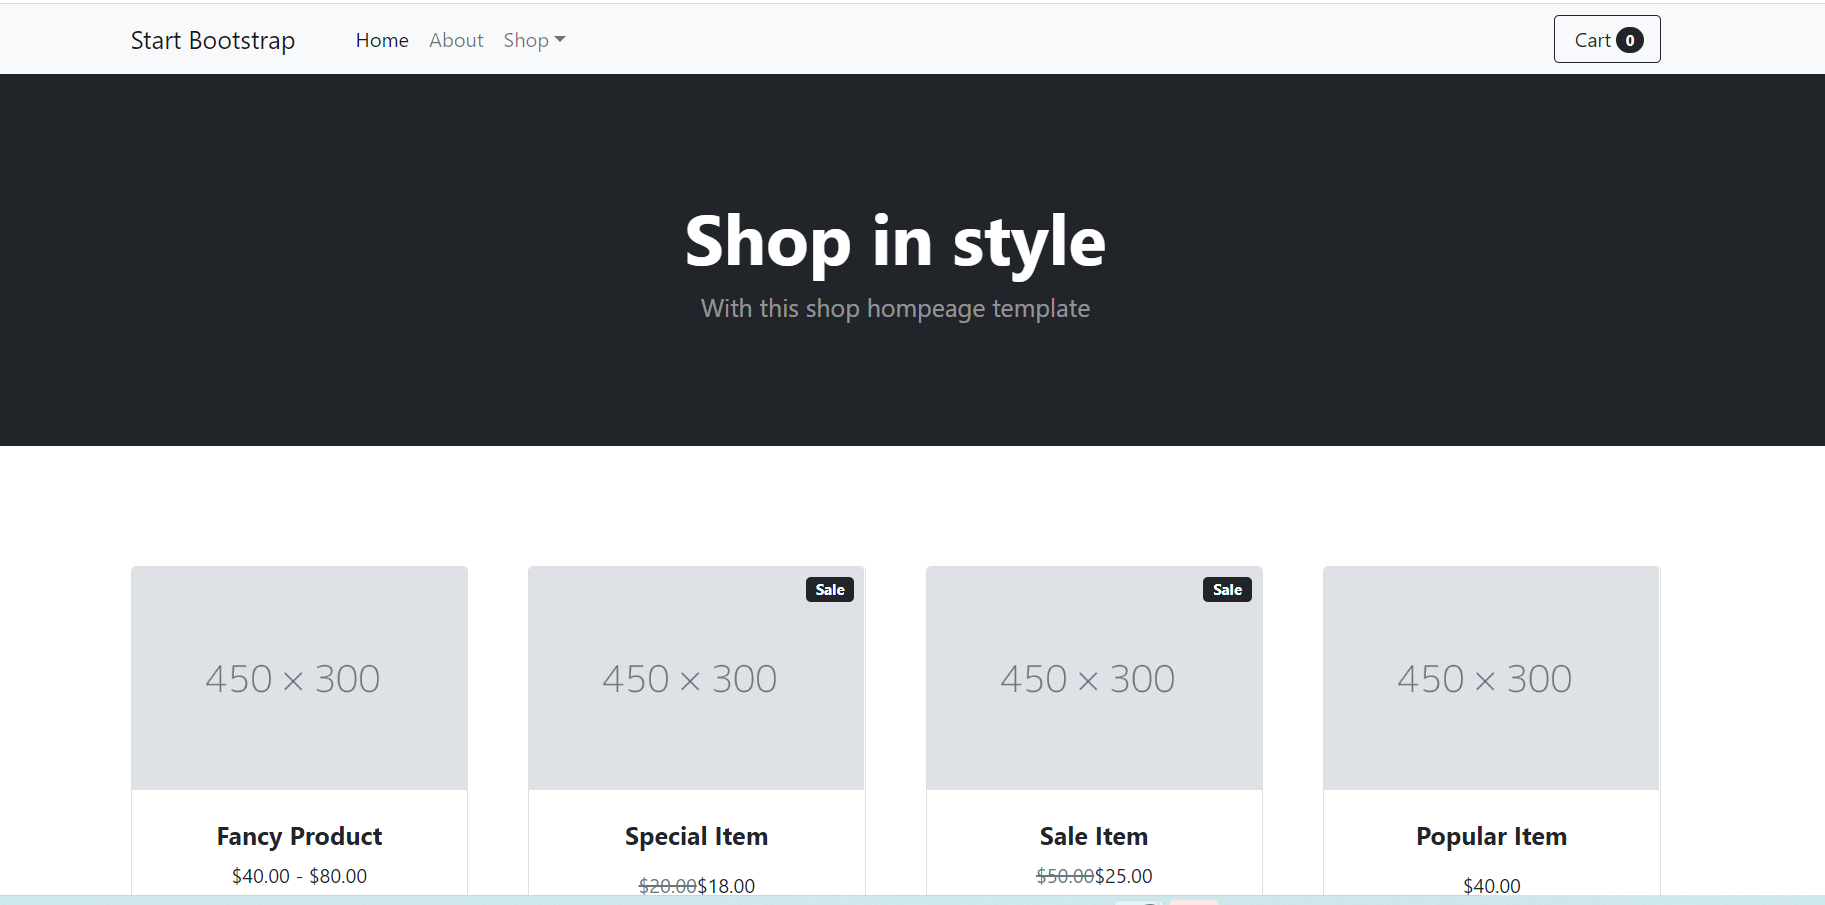 Start Bootstrap Home About Shop Cart 0
Shop in style
With this shop hompeage template
Sale Sale
450 × 300 450 × 300 450 × 300 450 × 300
Fancy Product Special Item Sale Item Popular Item
$40.00 - $80.00 $20.00$18.00 $50.00$25.00 $40.00